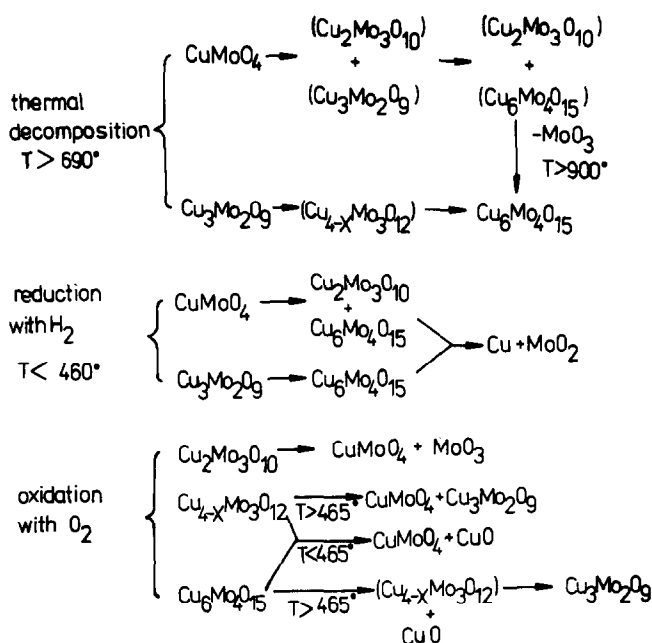 thermal decomposition T > 690°
CuMoO₄ → (Cu₂Mo₃O₁₀) + (Cu₃Mo₂O₉) → (Cu₂Mo₃O₁₀) + (Cu₆Mo₄O₁₅)
-MoO₃
T>900°
Cu₃Mo₂O₉ → (Cu₄₋ₓMo₃O₁₂) → Cu₆Mo₄O₁₅
reduction with H₂ T< 460°
CuMoO₄ → Cu₂Mo₃O₁₀ + Cu₆Mo₄O₁₅
Cu₃Mo₂O₉ → Cu₆Mo₄O₁₅
→ Cu + MoO₂
oxidation with O₂
Cu₂Mo₃O₁₀ → CuMoO₄ + MoO₃
Cu₄₋ₓMo₃O₁₂ T>465° → CuMoO₄ + Cu₃Mo₂O₉
T<465° → CuMoO₄ + CuO
Cu₆Mo₄O₁₅ T>465° → (Cu₄₋ₓMo₃O₁₂) + CuO → Cu₃Mo₂O₉